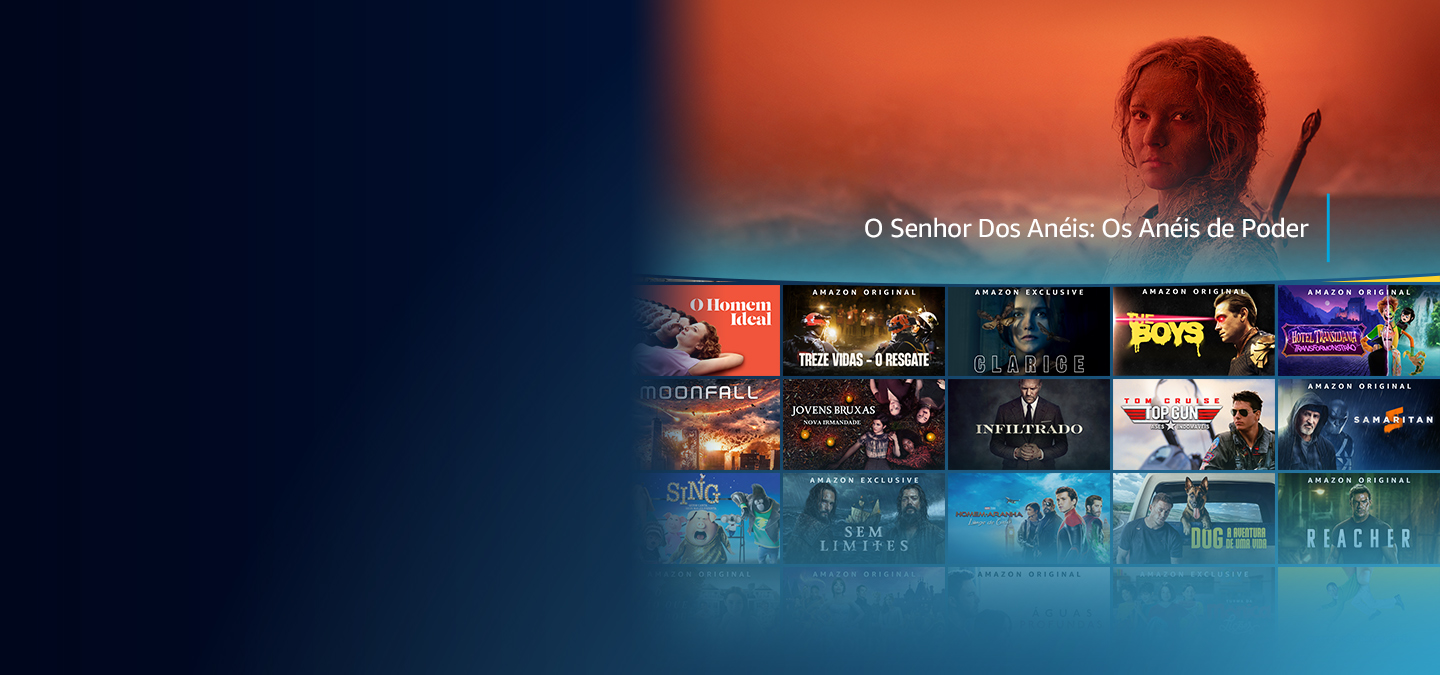 O Senhor Dos Anéis: Os Anéis de Poder
O Homem
Ideal
AMAZON ORIGINAL
TREZE VIDAS – O RESGATE
AMAZON EXCLUSIVE
CLARICE
AMAZON ORIGINAL
THE
BOYS
AMAZON ORIGINAL
HOTEL TRANSILVÂNIA
TRANSFORMONSTRÃO
MOONFALL
JOVENS BRUXAS
NOVA IRMANDADE
INFILTRADO
TOM CRUISE
TOP GUN
ASES INDOMÁVEIS
AMAZON ORIGINAL
SAMARITAN
SING
AMAZON EXCLUSIVE
SEM
LIMITES
HOMEM-ARANHA
DOG A AVENTURA
DE UMA VIDA
AMAZON ORIGINAL
REACHER
AMAZON ORIGINAL
AMAZON ORIGINAL
AMAZON ORIGINAL
ÁGUAS
AMAZON EXCLUSIVE